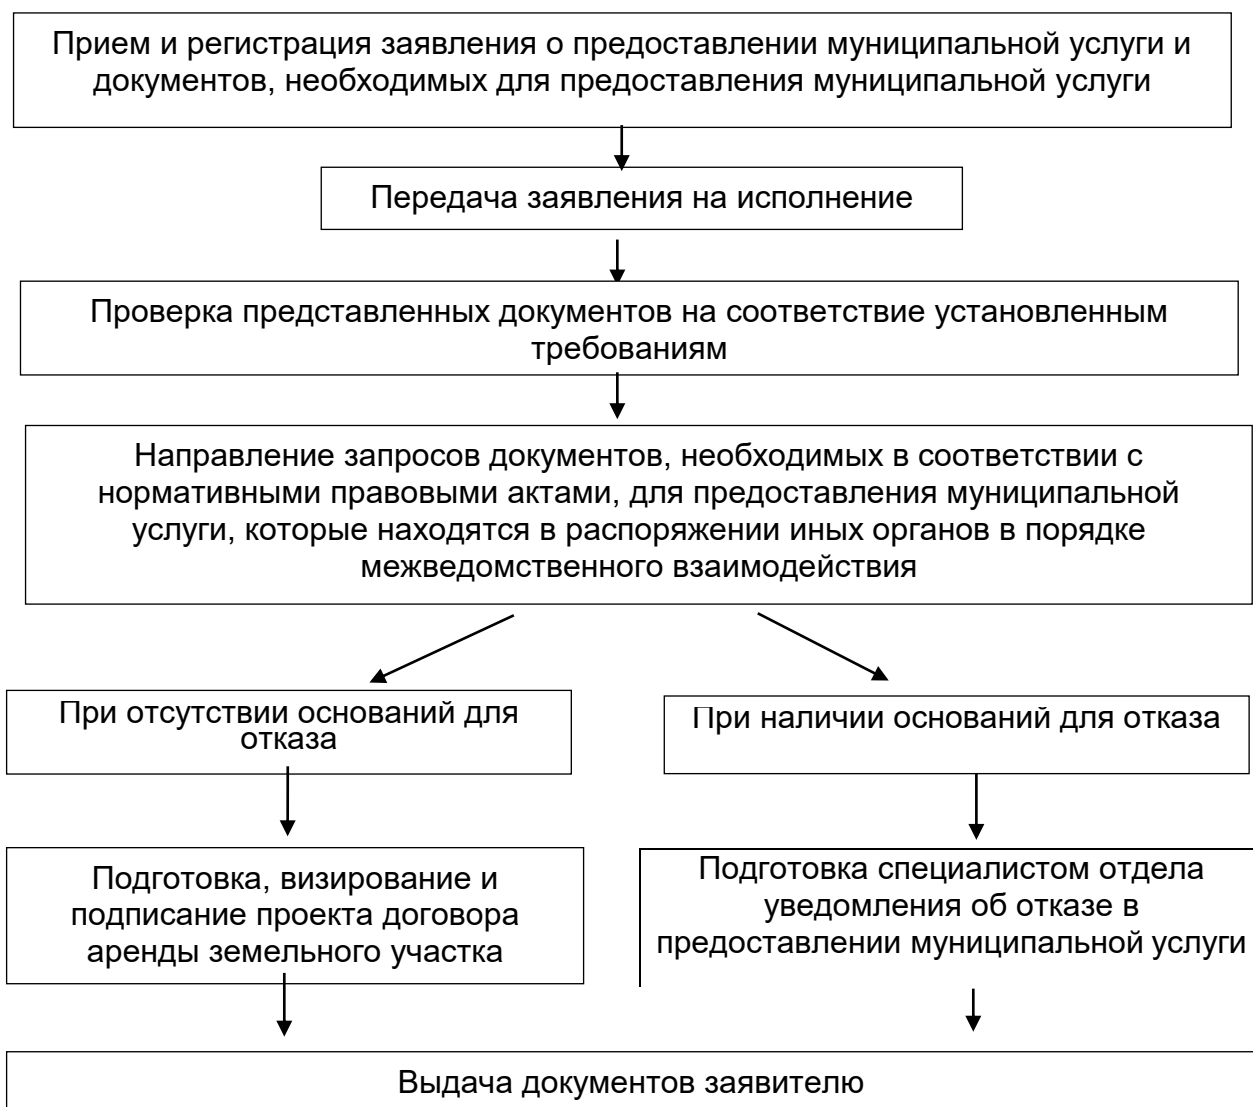 Прием и регистрация заявления о предоставлении муниципальной услуги и
документов, необходимых для предоставления муниципальной услуги
Передача заявления на исполнение
Проверка представленных документов на соответствие установленным
требованиям
Направление запросов документов, необходимых в соответствии с
нормативными правовыми актами, для предоставления муниципальной
услуги, которые находятся в распоряжении иных органов в порядке
межведомственного взаимодействия
При отсутствии оснований для
отказа
При наличии оснований для отказа
Подготовка, визирование и
подписание проекта договора
аренды земельного участка
Подготовка специалистом отдела
уведомления об отказе в
предоставлении муниципальной услуги
Выдача документов заявителю